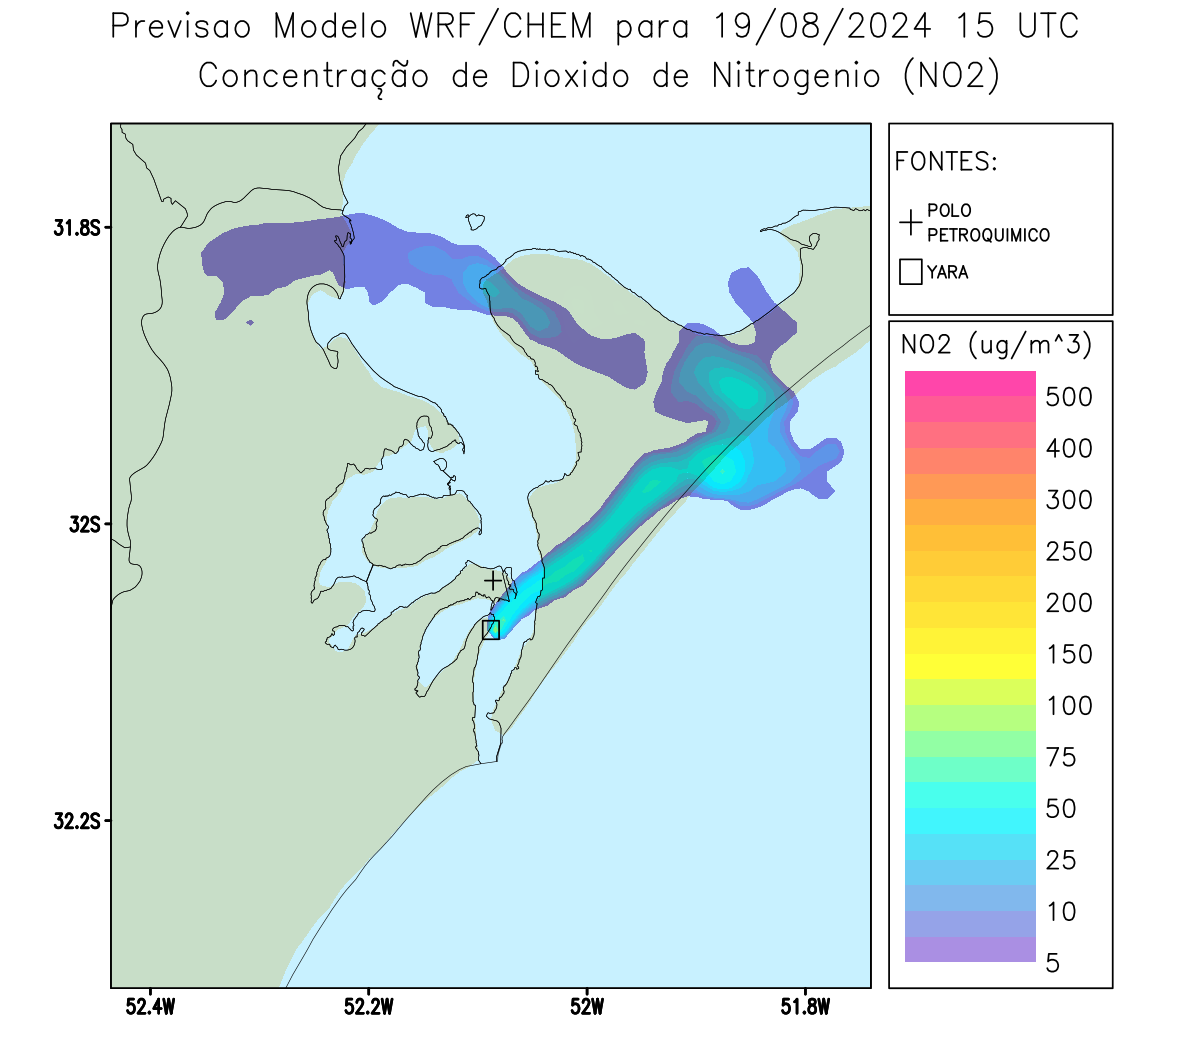 Previsao Modelo WRF/CHEM para 19/08/2024 15 UTC
Concentração de Dioxido de Nitrogenio (NO2)
FONTES:
POLO
PETROQUIMICO
YARA
NO2 (ug/m^3)
500
400
300
250
200
150
100
75
50
25
10
5
31.8S
32S
32.2S
52.4W
52.2W
52W
51.8W